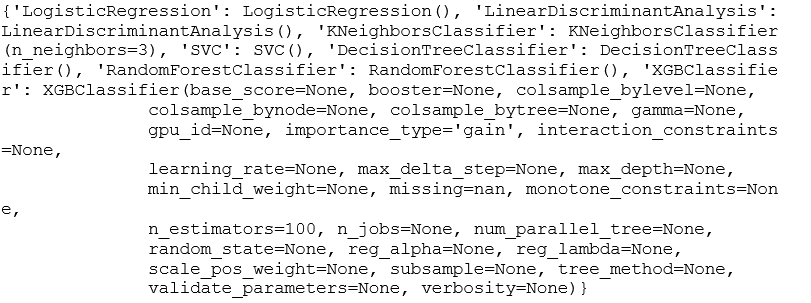 {'LogisticRegression': LogisticRegression(), 'LinearDiscriminantAnalysis':
LinearDiscriminantAnalysis(), 'KNeighborsClassifier': KNeighborsClassifier
(n_neighbors=3), 'SVC': SVC(), 'DecisionTreeClassifier': DecisionTreeClass
ifier(), 'RandomForestClassifier': RandomForestClassifier(), 'XGBClassifie
r': XGBClassifier(base_score=None, booster=None, colsample_bylevel=None,
colsample_bynode=None, colsample_bytree=None, gamma=None,
gpu_id=None, importance_type='gain', interaction_constraints
=None,
learning_rate=None, max_delta_step=None, max_depth=None,
min_child_weight=None, missing=nan, monotone_constraints=Non
e,
n_estimators=100, n_jobs=None, num_parallel_tree=None,
random_state=None, reg_alpha=None, reg_lambda=None,
scale_pos_weight=None, subsample=None, tree_method=None,
validate_parameters=None, verbosity=None)}